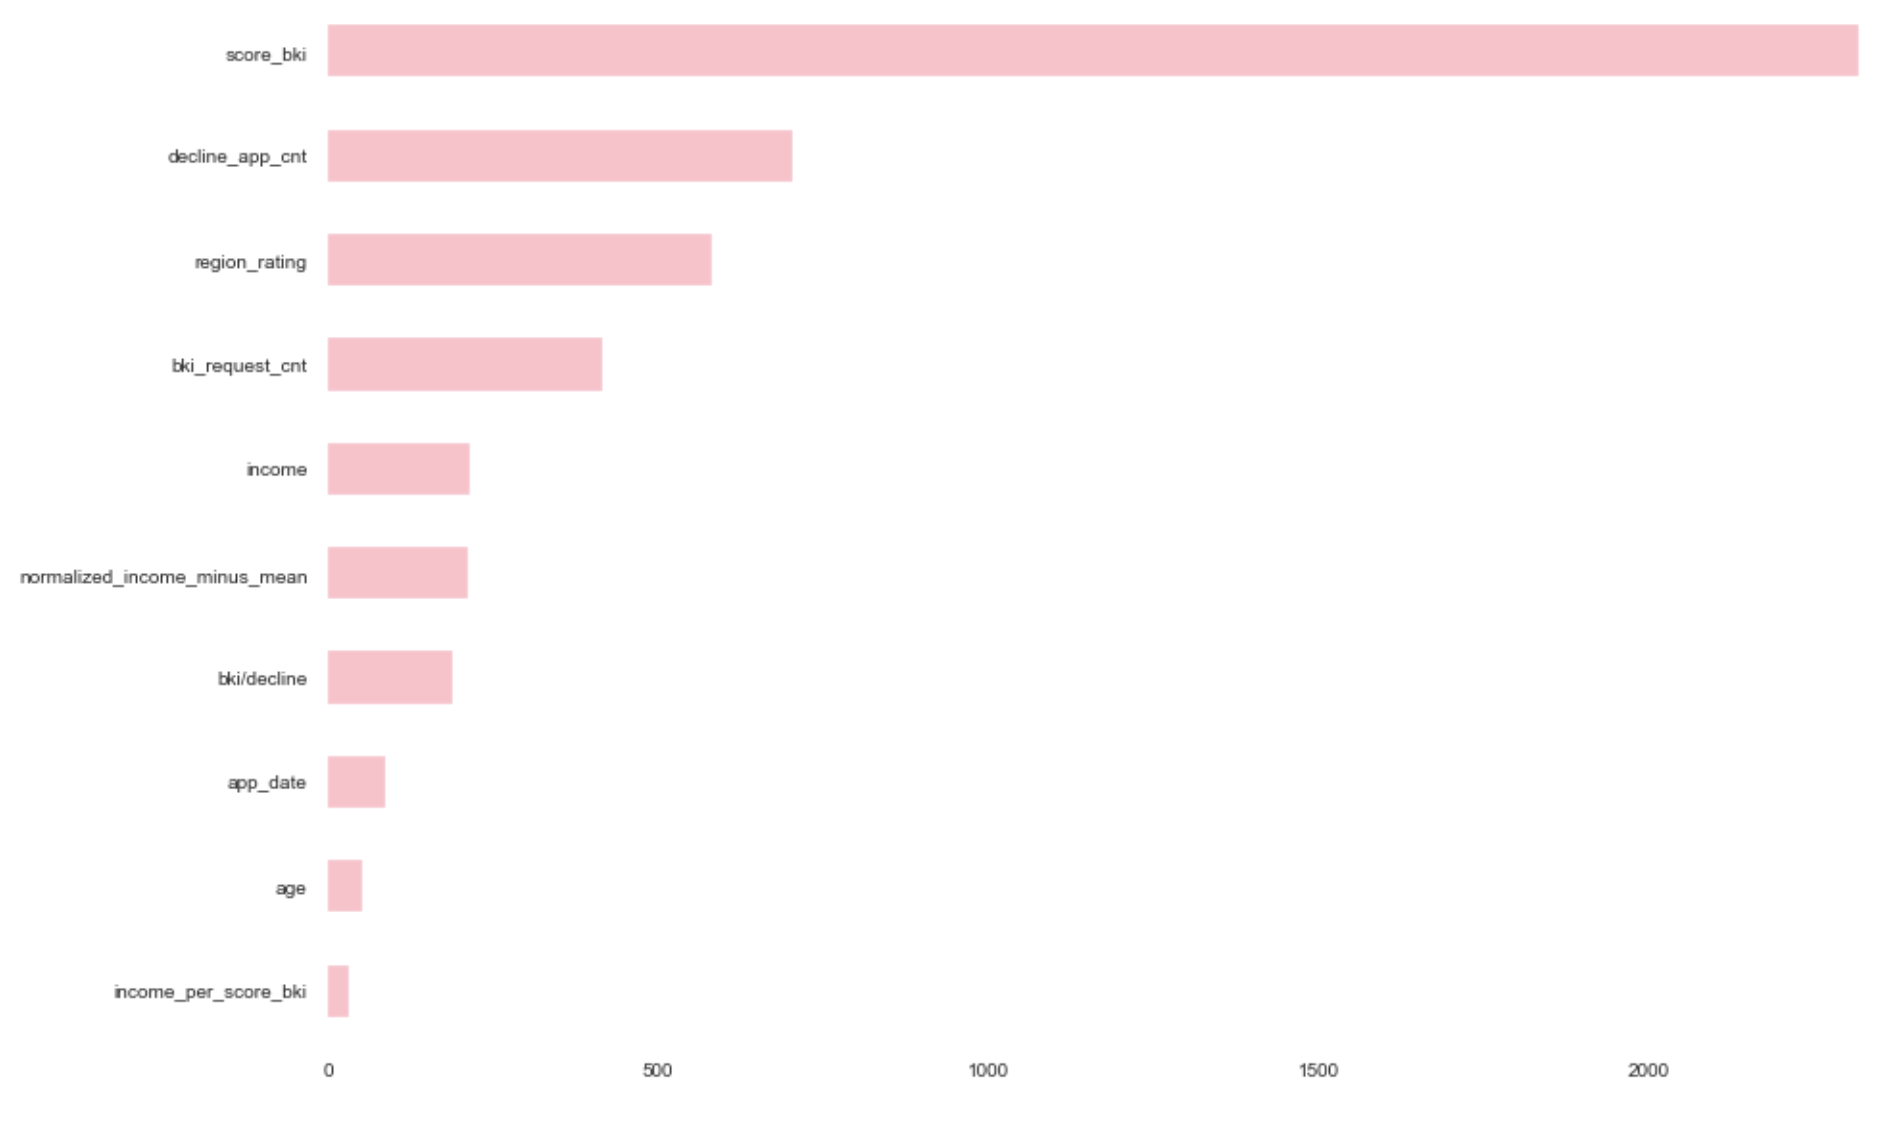 score_bki
decline_app_cnt
region_rating
bki_request_cnt
income
normalized_income_minus_mean
bki/decline
app_date
age
income_per_score_bki
0 500 1000 1500 2000